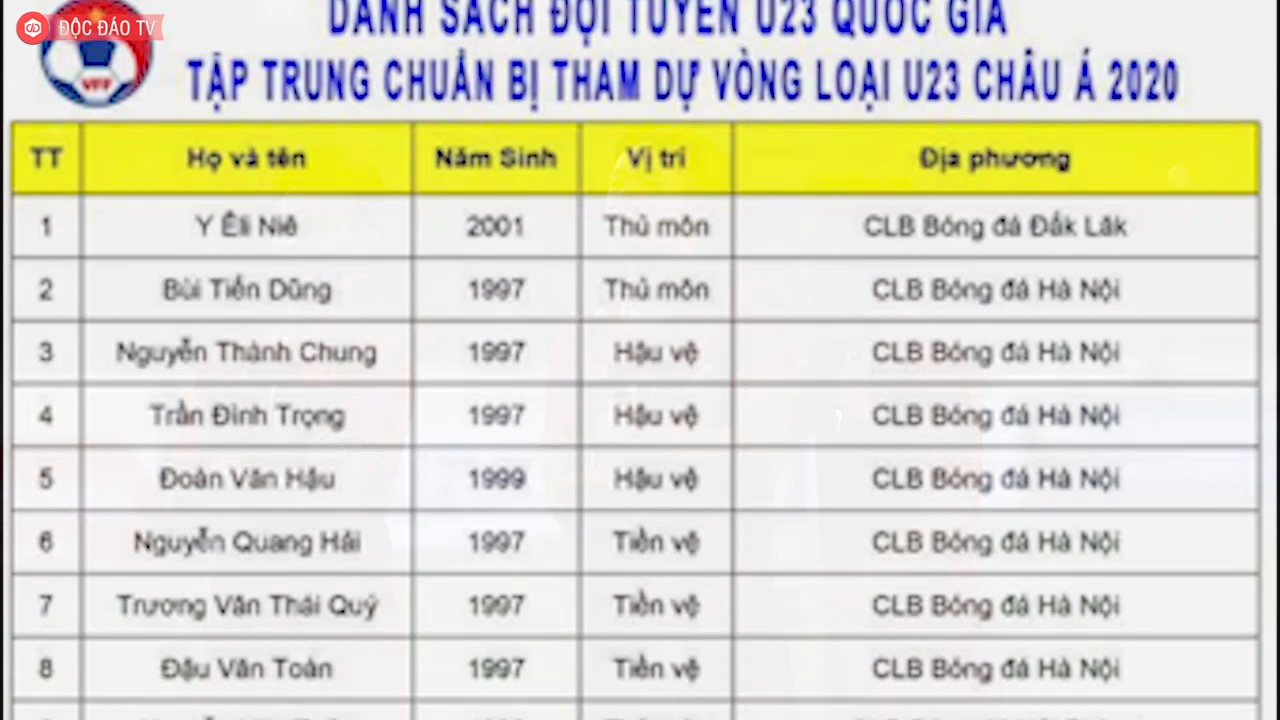 ĐỘC ĐÁO TV
DANH SÁCH ĐỘI TUYỂN U23 QUỐC GIA
VFF
TẬP TRUNG CHUẨN BỊ THAM DỰ VÒNG LOẠI U23 CHÂU Á 2020
TT Họ và tên Năm Sinh Vị trí Địa phương
1 Y Êli Niê 2001 Thủ môn CLB Bóng đá Đắk Lăk
2 Bùi Tiến Dũng 1997 Thủ môn CLB Bóng đá Hà Nội
3 Nguyễn Thành Chung 1997 Hậu vệ CLB Bóng đá Hà Nội
4 Trần Đình Trọng 1997 Hậu vệ CLB Bóng đá Hà Nội
5 Đoàn Văn Hậu 1999 Hậu vệ CLB Bóng đá Hà Nội
6 Nguyễn Quang Hải 1997 Tiền vệ CLB Bóng đá Hà Nội
7 Trương Văn Thái Quý 1997 Tiền vệ CLB Bóng đá Hà Nội
8 Đậu Văn Toàn 1997 Tiền vệ CLB Bóng đá Hà Nội